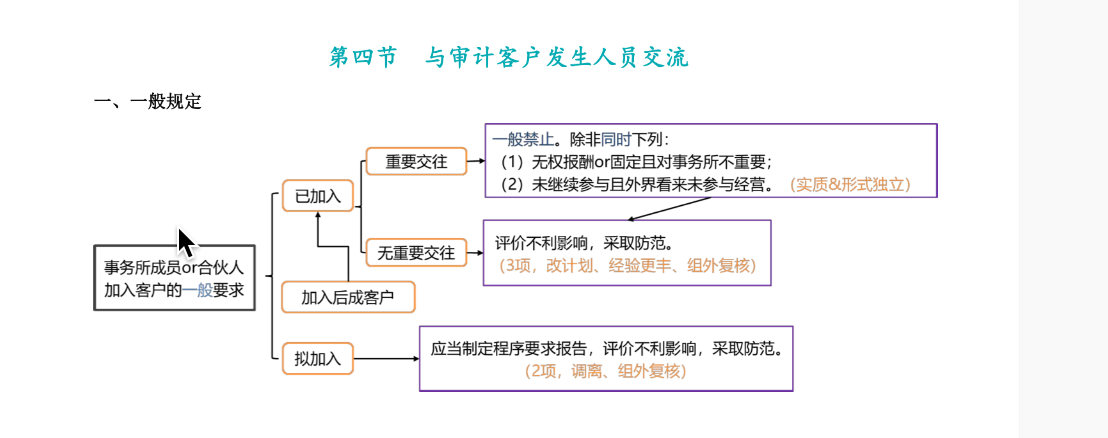 第四节 与审计客户发生人员交流
一、一般规定
事务所成员or合伙人
加入客户的一般要求
已加入
重要交往
一般禁止。除非同时下列：
（1）无权报酬or固定且对事务所不重要；
（2）未继续参与且外界看来未参与经营。（实质&形式独立）
无重要交往
评价不利影响，采取防范。
（3项，改计划、经验更丰、组外复核）
加入后成客户
拟加入
应当制定程序要求报告，评价不利影响，采取防范。
（2项，调离、组外复核）